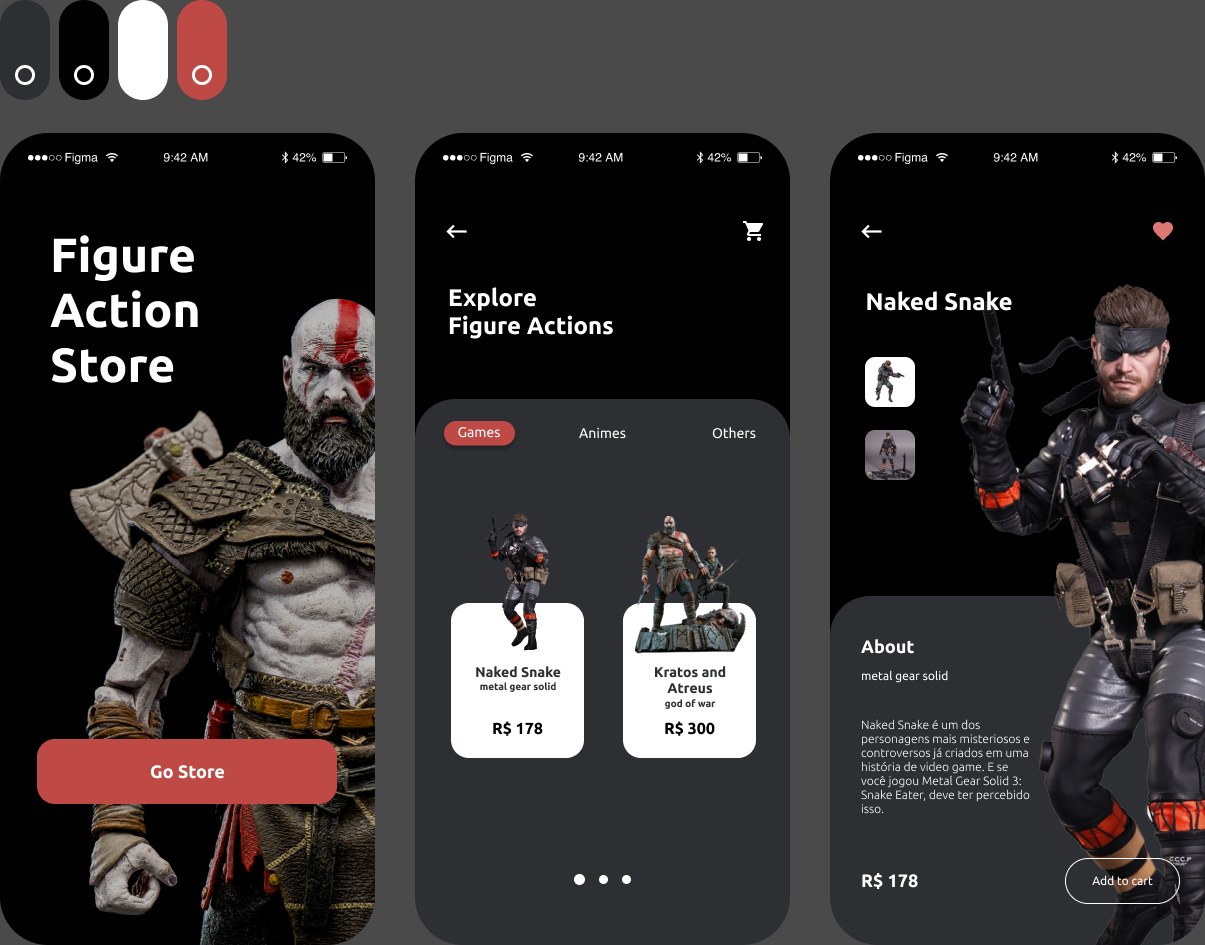 Figma
9:42 AM
42%
Figure
Action
Store
Go Store
Figma
9:42 AM
42%
Explore
Figure Actions
Games
Animes
Others
Naked Snake
metal gear solid
R$ 178
Kratos and
Atreus
god of war
R$ 300
Figma
9:42 AM
42%
Naked Snake
About
metal gear solid
Naked Snake é um dos
personagens mais misteriosos e
controversos já criados em uma
história de video game. E se
você jogou Metal Gear Solid 3:
Snake Eater, deve ter percebido
isso.
C.C.C.P
R$ 178
Add to cart